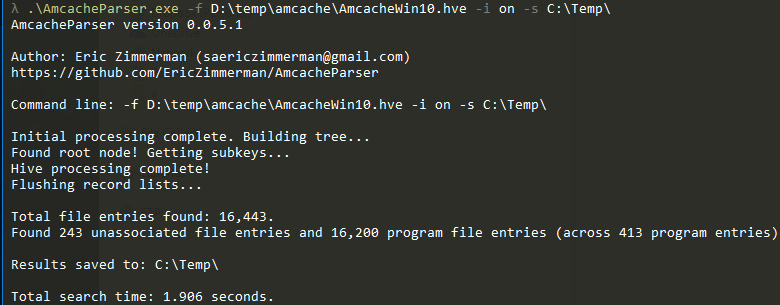 λ .\AmcacheParser.exe -f D:\temp\amcache\AmcacheWin10.hve -i on -s C:\Temp\
AmcacheParser version 0.0.5.1
Author: Eric Zimmerman (saericzimmerman@gmail.com)
https://github.com/EricZimmerman/AmcacheParser
Command line: -f D:\temp\amcache\AmcacheWin10.hve -i on -s C:\Temp\
Initial processing complete. Building tree...
Found root node! Getting subkeys...
Hive processing complete!
Flushing record lists...
Total file entries found: 16,443.
Found 243 unassociated file entries and 16,200 program file entries (across 413 program entries)
Results saved to: C:\Temp\
Total search time: 1.906 seconds.